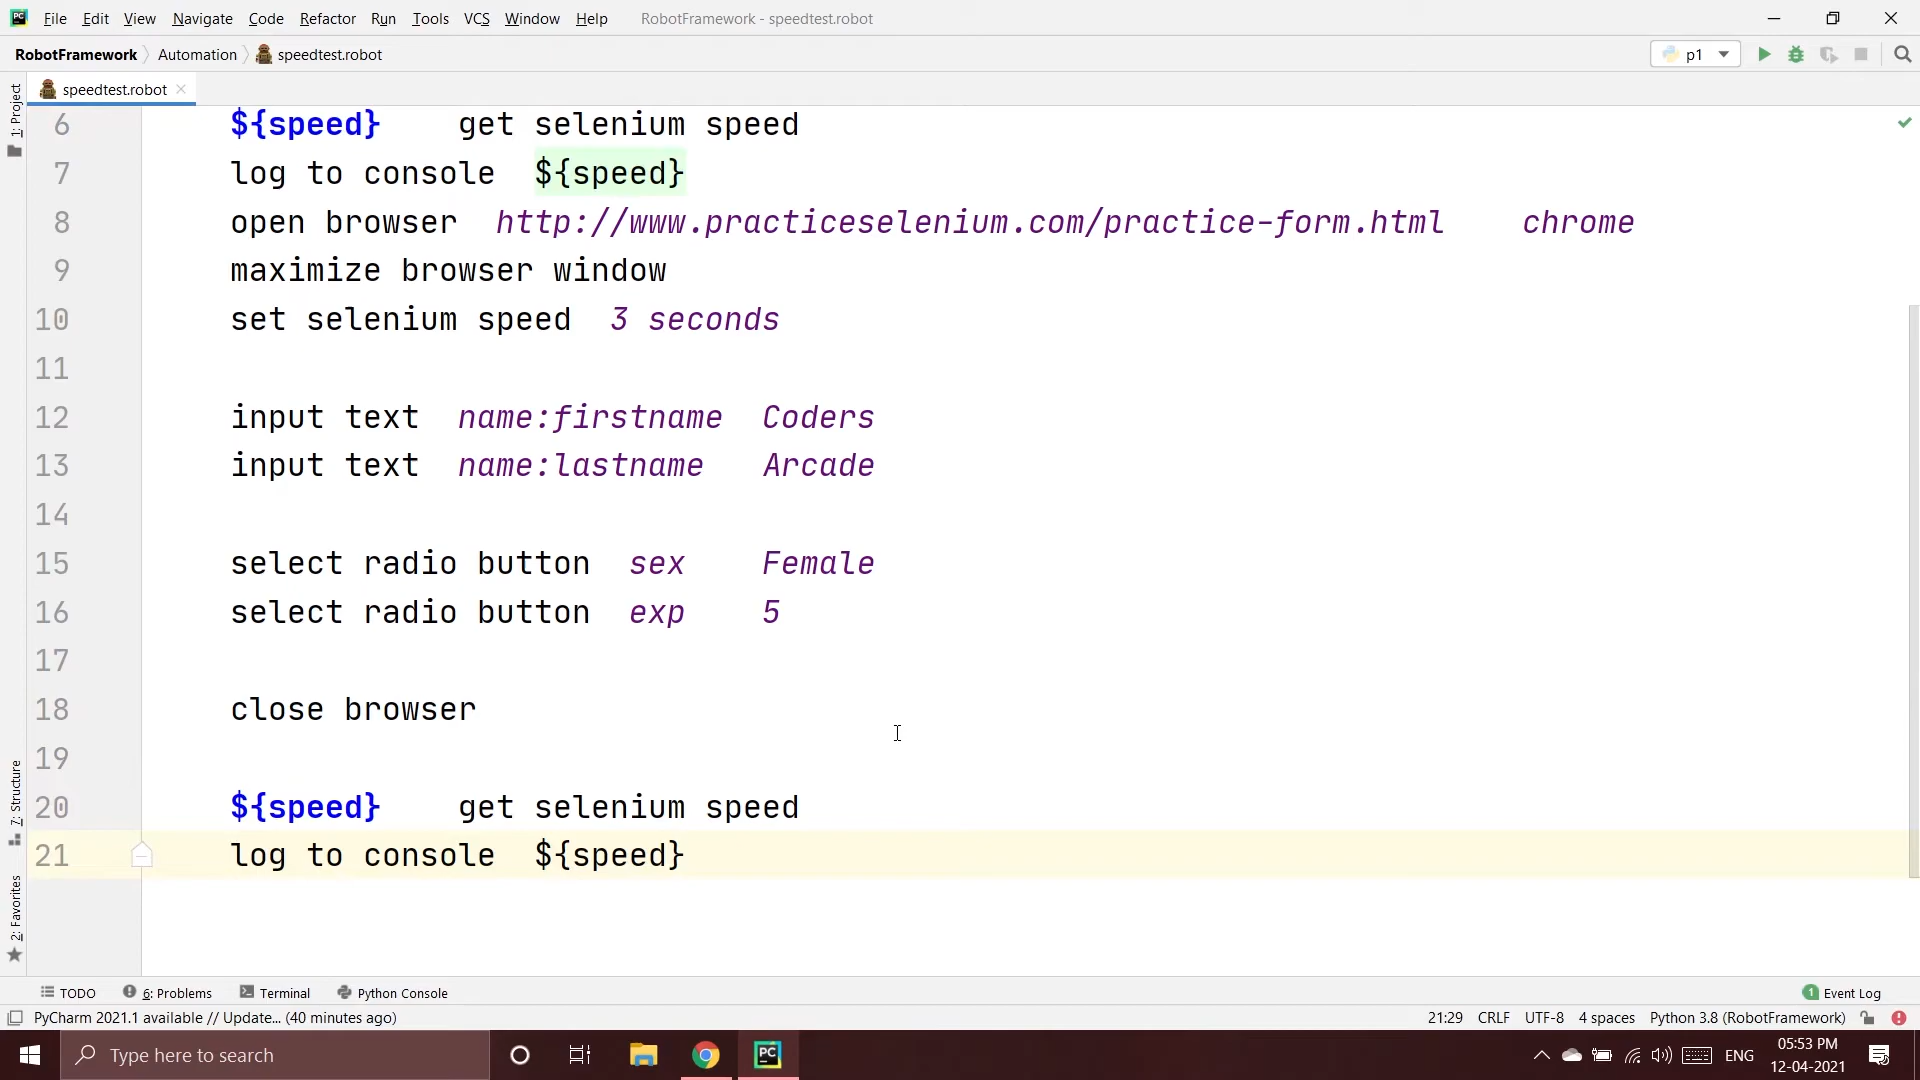 PC File Edit View Navigate Code Refactor Run Tools VCS Window Help RobotFramework - speedtest.robot
RobotFramework Automation speedtest.robot p1
speedtest.robot
1: Project
6 ${speed} get selenium speed
7 log to console ${speed}
8 open browser http://www.practiceselenium.com/practice-form.html chrome
9 maximize browser window
10 set selenium speed 3 seconds
11
12 input text name:firstname Coders
13 input text name:lastname Arcade
14
15 select radio button sex Female
16 select radio button exp 5
17
18 close browser
19
20 ${speed} get selenium speed
21 log to console ${speed}
7: Structure
2: Favorites
TODO 6: Problems Terminal Python Console 1 Event Log
PyCharm 2021.1 available // Update... (40 minutes ago) 21:29 CRLF UTF-8 4 spaces Python 3.8 (RobotFramework)
Type here to search PC ENG 05:53 PM
12-04-2021